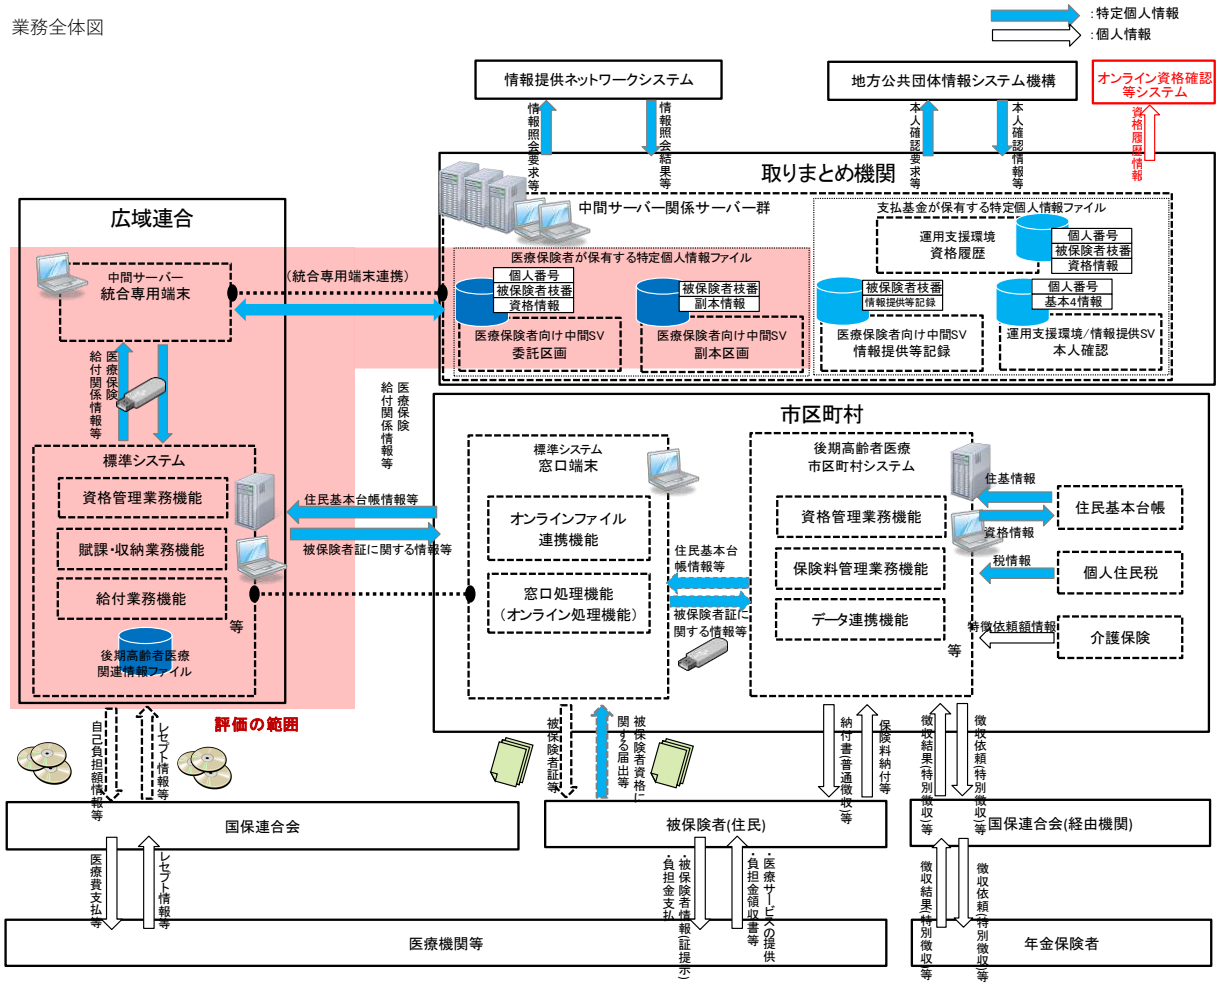 業務全体図
:特定個人情報
:個人情報
情報提供ネットワークシステム
地方公共団体情報システム機構
オンライン資格確認
等システム
情報照会要求等
情報照会結果等
本人確認要求等
本人確認情報等
資格履歴情報
取りまとめ機関
中間サーバー関係サーバー群
支払基金が保有する特定個人情報ファイル
運用支援環境
資格履歴
個人番号
被保険者枝番
資格情報
医療保険者が保有する特定個人情報ファイル
個人番号
被保険者枝番
資格情報
医療保険者向け中間SV
委託区画
被保険者枝番
副本情報
医療保険者向け中間SV
副本区画
被保険者枝番
情報提供等記録
医療保険者向け中間SV
情報提供等記録
個人番号
基本4情報
運用支援環境/情報提供SV
本人確認
広域連合
中間サーバー
統合専用端末
(統合専用端末連携)
医療保険
給付関係情報等
医療保険
給付関係情報等
標準システム
資格管理業務機能
賦課・収納業務機能
給付業務機能
等
後期高齢者医療
関連情報ファイル
評価の範囲
住民基本台帳情報等
被保険者証に関する情報等
市区町村
標準システム
窓口端末
オンラインファイル
連携機能
窓口処理機能
(オンライン処理機能)
住民基本台
帳情報等
被保険者証に
関する情報等
後期高齢者医療
市区町村システム
資格管理業務機能
保険料管理業務機能
データ連携機能
等
住基情報
資格情報
税情報
特徴依頼額情報
住民基本台帳
個人住民税
介護保険
自己負担額情報等
レセプト情報等
被保険者証等
被保険者資格に
関する届出等
納付書(普通徴収)等
保険料納付等
徴収結果(特別徴収)等
徴収依頼(特別徴収)等
国保連合会
被保険者(住民)
国保連合会(経由機関)
医療費支払等
レセプト情報等
・被保険者情報(証提示)
・負担金支払
・医療サービスの提供
・負担金領収書等
徴収結果(特別徴収)等
徴収依頼(特別徴収)等
医療機関等
年金保険者